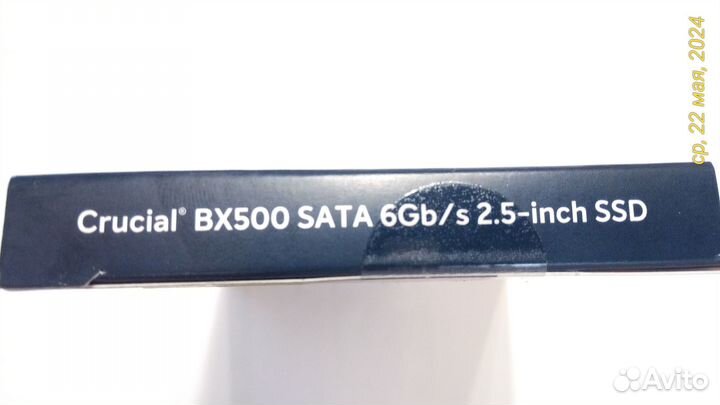 ср, 22 мая, 2024
Crucial® BX500 SATA 6Gb/s 2.5-inch SSD
Avito